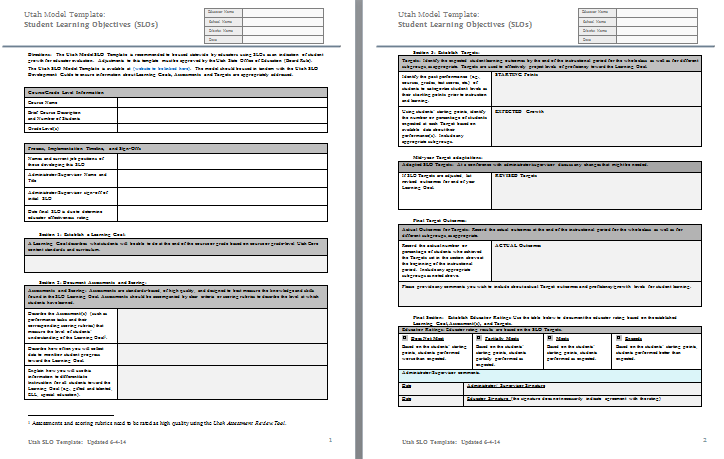 Utah Model Template:
Student Learning Objectives (SLOs)
Educator Name
School Name
District Name
Date
Directions: The Utah Model SLO Template is recommended to be used statewide by educators using SLOs as an indication of student
growth for educator evaluation. Adjustments to this template must be approved by the Utah State Office of Education (Board Rule).
The Utah SLO Model Template is available at (website to be linked here). The model should be used in tandem with the Utah SLO
Development Guide to ensure information about Learning Goals, Assessments and Targets are appropriately addressed.
Course/Grade Level Information
Course Name
Brief Course Description
and Number of Students
Grade Level(s)
Process, Implementation Timeline, and Sign-Offs
Names and current job positions of
those developing this SLO
Administrator/Supervisor Name and
Title
Administrator/Supervisor sign-off of
initial SLO
Date final SLO is due to determine
educator effectiveness rating
Section 1: Establish a Learning Goal:
A Learning Goal describes what students will be able to do at the end of the course or grade based on course or grade-level Utah Core
content standards and curriculum.
Section 2: Document Assessments and Scoring:
Assessments and Scoring: Assessments are standards-based, of high quality, and designed to best measure the knowledge and skills
found in the SLO Learning Goal. Assessments should be accompanied by clear criteria or scoring rubrics to describe the level at which
students have learned.
Describe the Assessment(s) (such as
performance tasks and their
corresponding scoring rubrics) that
measure the level of students'
understanding of the Learning Goal¹.
Describe how often you will collect
data to monitor student progress
toward the Learning Goal.
Explain how you will use this
information to differentiate
instruction for all students toward the
Learning Goal (eg., gifted and talented,
ELL, special education).
¹ Assessments and scoring rubrics need to be rated as high quality using the Utah Assessment Review Tool.
Utah SLO Template: Updated 6-4-14
1
Utah Model Template:
Student Learning Objectives (SLOs)
Educator Name
School Name
District Name
Date
Section 3: Establish Targets:
Targets: Identify the expected student learning outcomes by the end of the instructional period for the whole class as well as for different
subgroups as appropriate. Targets are used to effectively project levels of proficiency toward the Learning Goal.
Identify the past performance (eg.,
courses, grades, test scores, etc.) of
students to categorize student levels as
their starting points prior to instruction
and learning.
STARTING Points
Using students' starting points, identify
the number or percentage of students
expected at each Target based on
available data about their
performance(s). Include any
appropriate subgroups.
EXPECTED Growth
Mid-year Target adaptations:
Adapted SLO Targets: At a conference with administrator/supervisor discuss any changes that might be needed.
If SLO Targets are adjusted, list
revised outcomes for end of year
Learning Goal.
REVISED Targets
Final Target Outcomes:
Actual Outcomes for Targets: Record the actual outcomes at the end of the instructional period for the whole class as well as for
different subgroups as appropriate.
Record the actual number or
percentage of students who achieved
the Targets set in the section above at
the beginning of the instructional
period. Include any appropriate
subgroups as noted above.
ACTUAL Outcomes
Please provide any comments you wish to include about actual Target outcomes and proficiency/growth levels for student learning.
Final Section: Establish Educator Ratings: Use the table below to document the educator rating based on the established
Learning Goal, Assessment(s), and Targets.
Educator Ratings: Educator rating results are based on the SLO Targets.
Does Not Meet
Partially Meets
Meets
Exceeds
Based on the students' starting
points, students performed
worse than expected.
Based on the students' starting
points, students partially
performed as expected.
Based on the students' starting
points, students performed as
expected.
Based on the students' starting
points, students performed better
than expected.
Administrator/Supervisor comments:
Date
Administrator/ Supervisor Signature
Date
Educator Signature (the signature does not necessarily indicate agreement with the rating)
Utah SLO Template: Updated 6-4-14
2